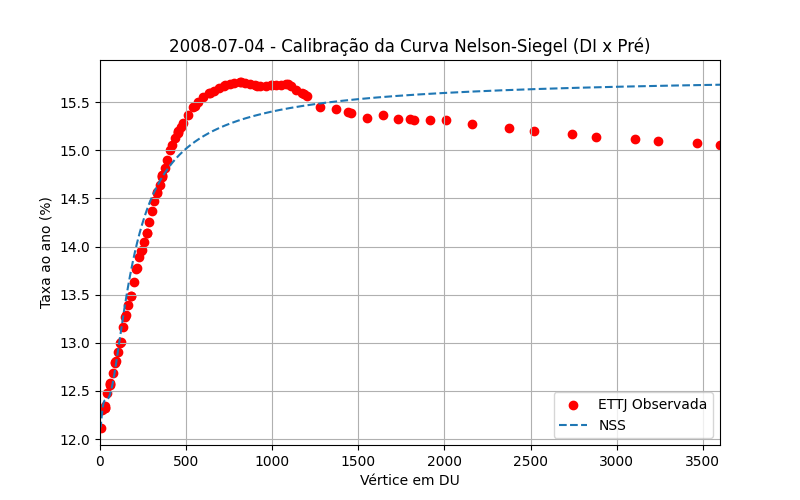 2008-07-04 - Calibração da Curva Nelson-Siegel (DI x Pré)
Taxa ao ano (%)
15.5
15.0
14.5
14.0
13.5
13.0
12.5
12.0
ETTJ Observada
NSS
0 500 1000 1500 2000 2500 3000 3500
Vértice em DU